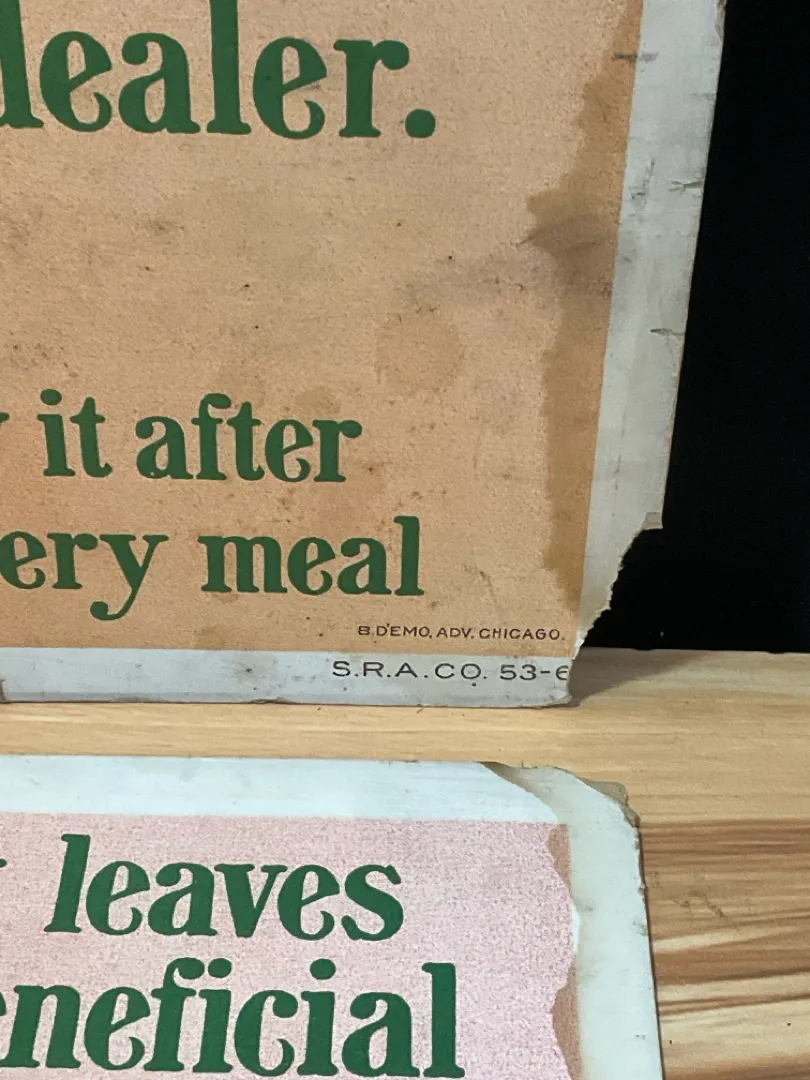 dealer.
it after
ery meal
B.D'EMO, ADV. CHICAGO.
S.R.A.CO. 53-6
leaves
neficial